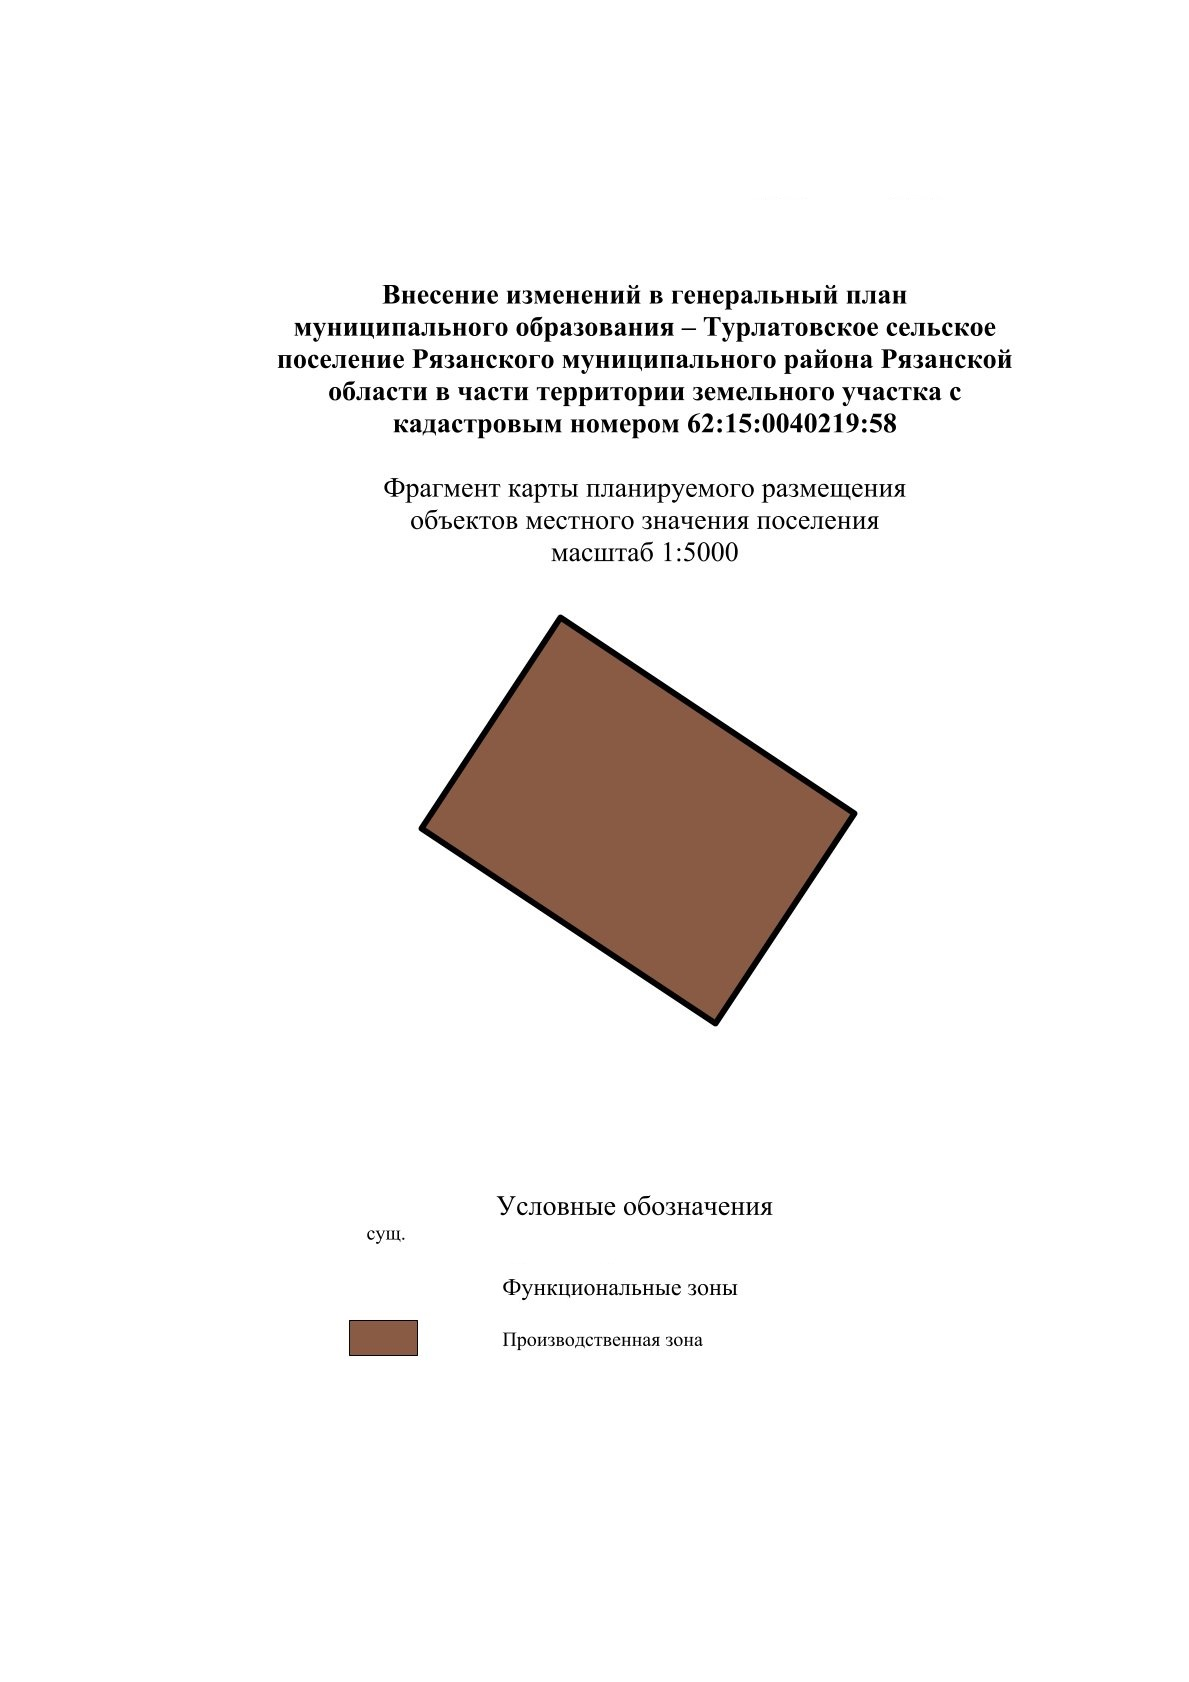 Внесение изменений в генеральный план
муниципального образования – Турлатовское сельское
поселение Рязанского муниципального района Рязанской
области в части территории земельного участка с
кадастровым номером 62:15:0040219:58
Фрагмент карты планируемого размещения
объектов местного значения поселения
масштаб 1:5000
Условные обозначения
сущ.
Функциональные зоны
Производственная зона